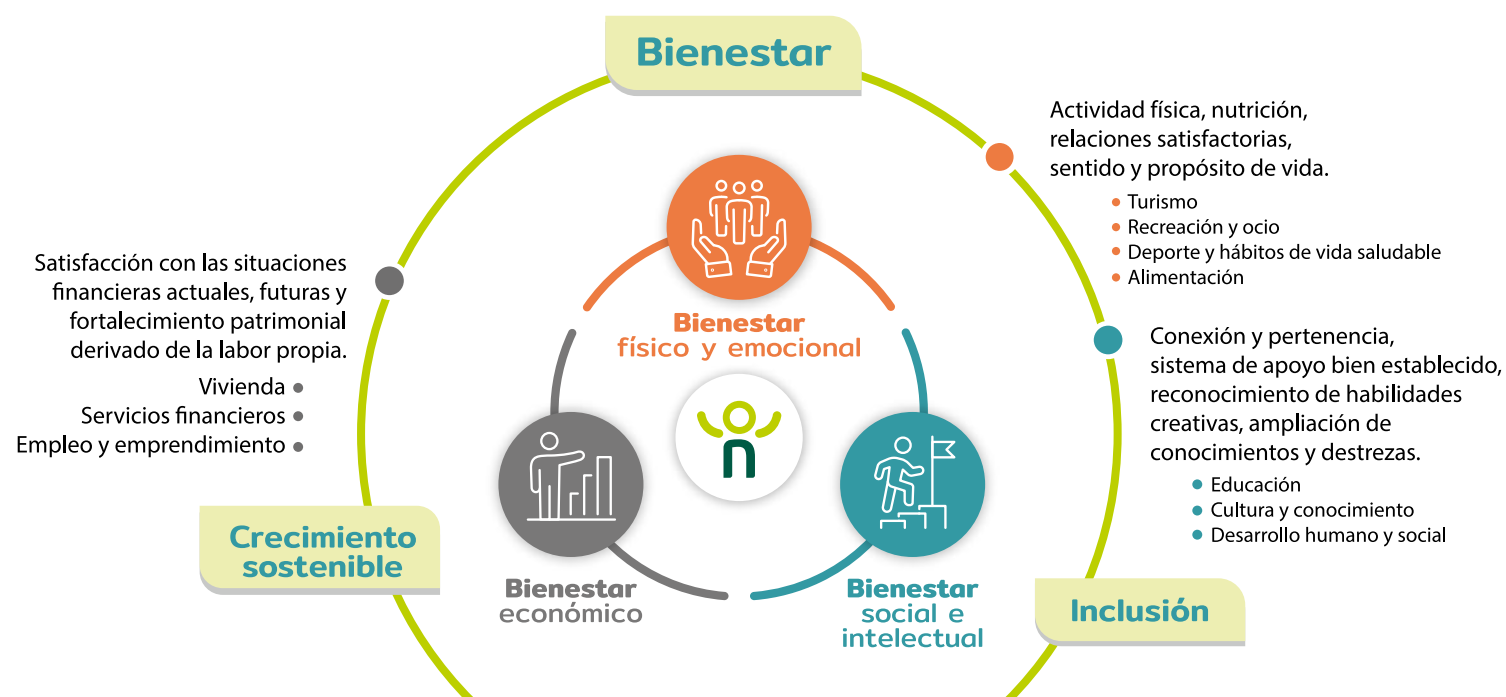 Bienestar
Actividad física, nutrición,
relaciones satisfactorias,
sentido y propósito de vida.
• Turismo
• Recreación y ocio
• Deporte y hábitos de vida saludable
• Alimentación
Satisfacción con las situaciones
financieras actuales, futuras y
fortalecimiento patrimonial
derivado de la labor propia.
Vivienda •
Servicios financieros •
Empleo y emprendimiento •
Bienestar
físico y emocional
Conexión y pertenencia,
sistema de apoyo bien establecido,
reconocimiento de habilidades
creativas, ampliación de
conocimientos y destrezas.
• Educación
• Cultura y conocimiento
• Desarrollo humano y social
n
Crecimiento
sostenible
Bienestar
económico
Bienestar
social e
intelectual
Inclusión